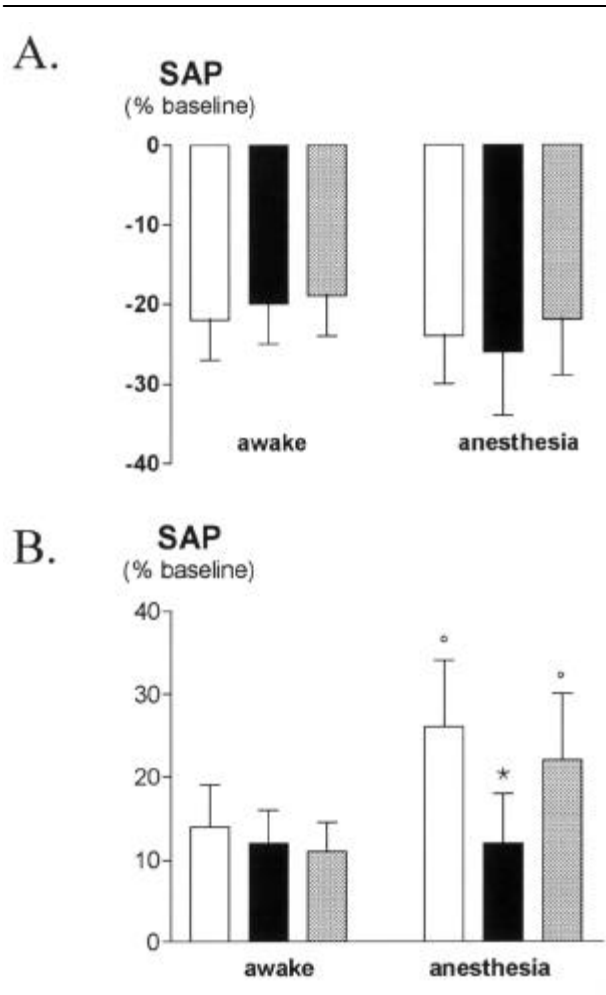 A.
SAP
(% baseline)
0
-10
-20
-30
-40
awake
anesthesia
B.
SAP
(% baseline)
40
30
20
10
0
°
°
*
awake
anesthesia